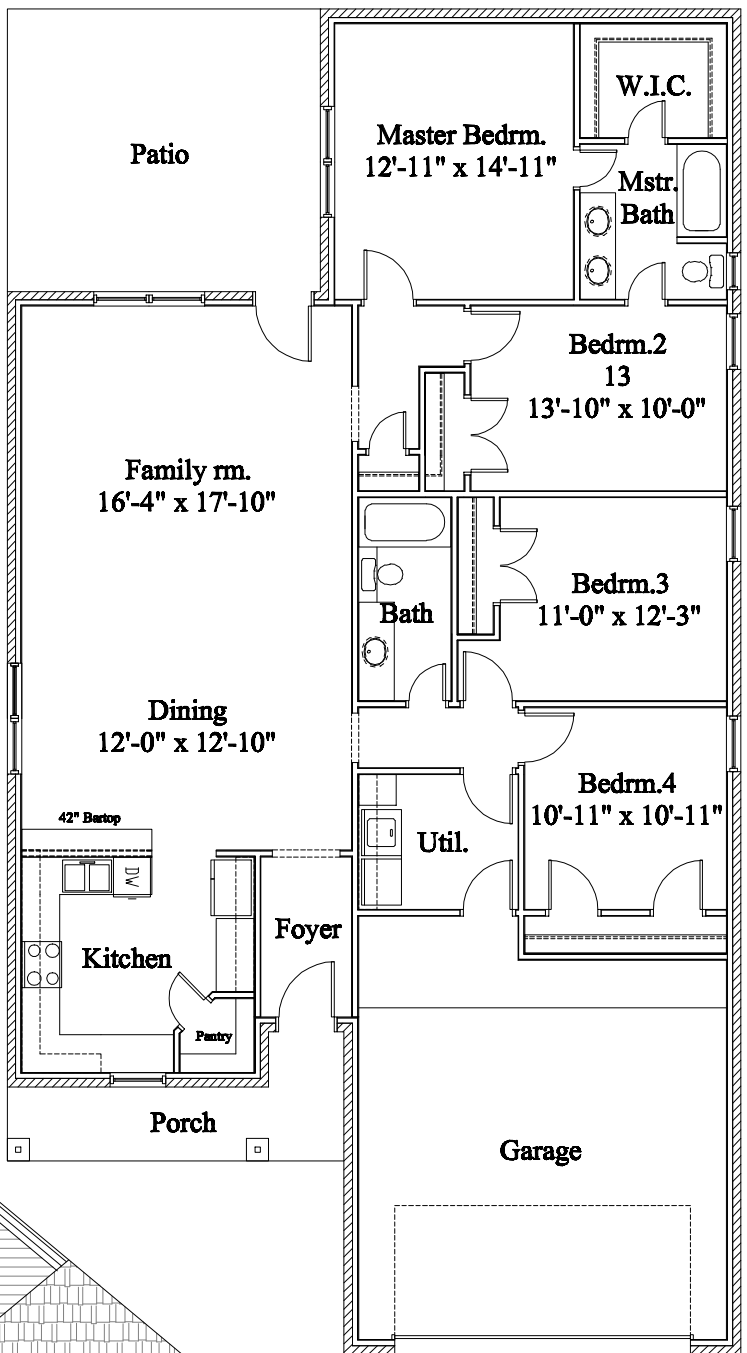 W.I.C.
Master Bedrm.
12'-11" x 14'-11"
Patio
Mstr.
Bath
Bedrm.2
13
13'-10" x 10'-0"
Family rm.
16'-4" x 17'-10"
Bedrm.3
11'-0" x 12'-3"
Bath
Dining
12'-0" x 12'-10"
Bedrm.4
10'-11" x 10'-11"
42" Bartop
Util.
DW
Foyer
Kitchen
Pantry
Porch
Garage